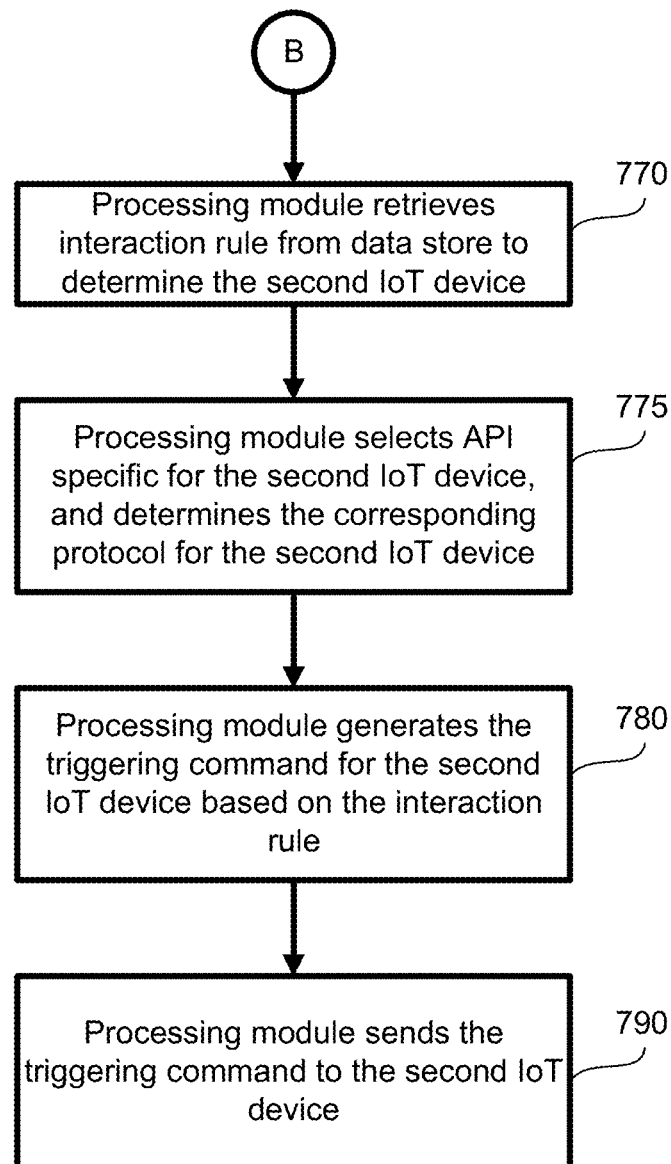 B
770
Processing module retrieves
interaction rule from data store to
determine the second IoT device
775
Processing module selects API
specific for the second IoT device,
and determines the corresponding
protocol for the second IoT device
780
Processing module generates the
triggering command for the second
IoT device based on the interaction
rule
790
Processing module sends the
triggering command to the second IoT
device